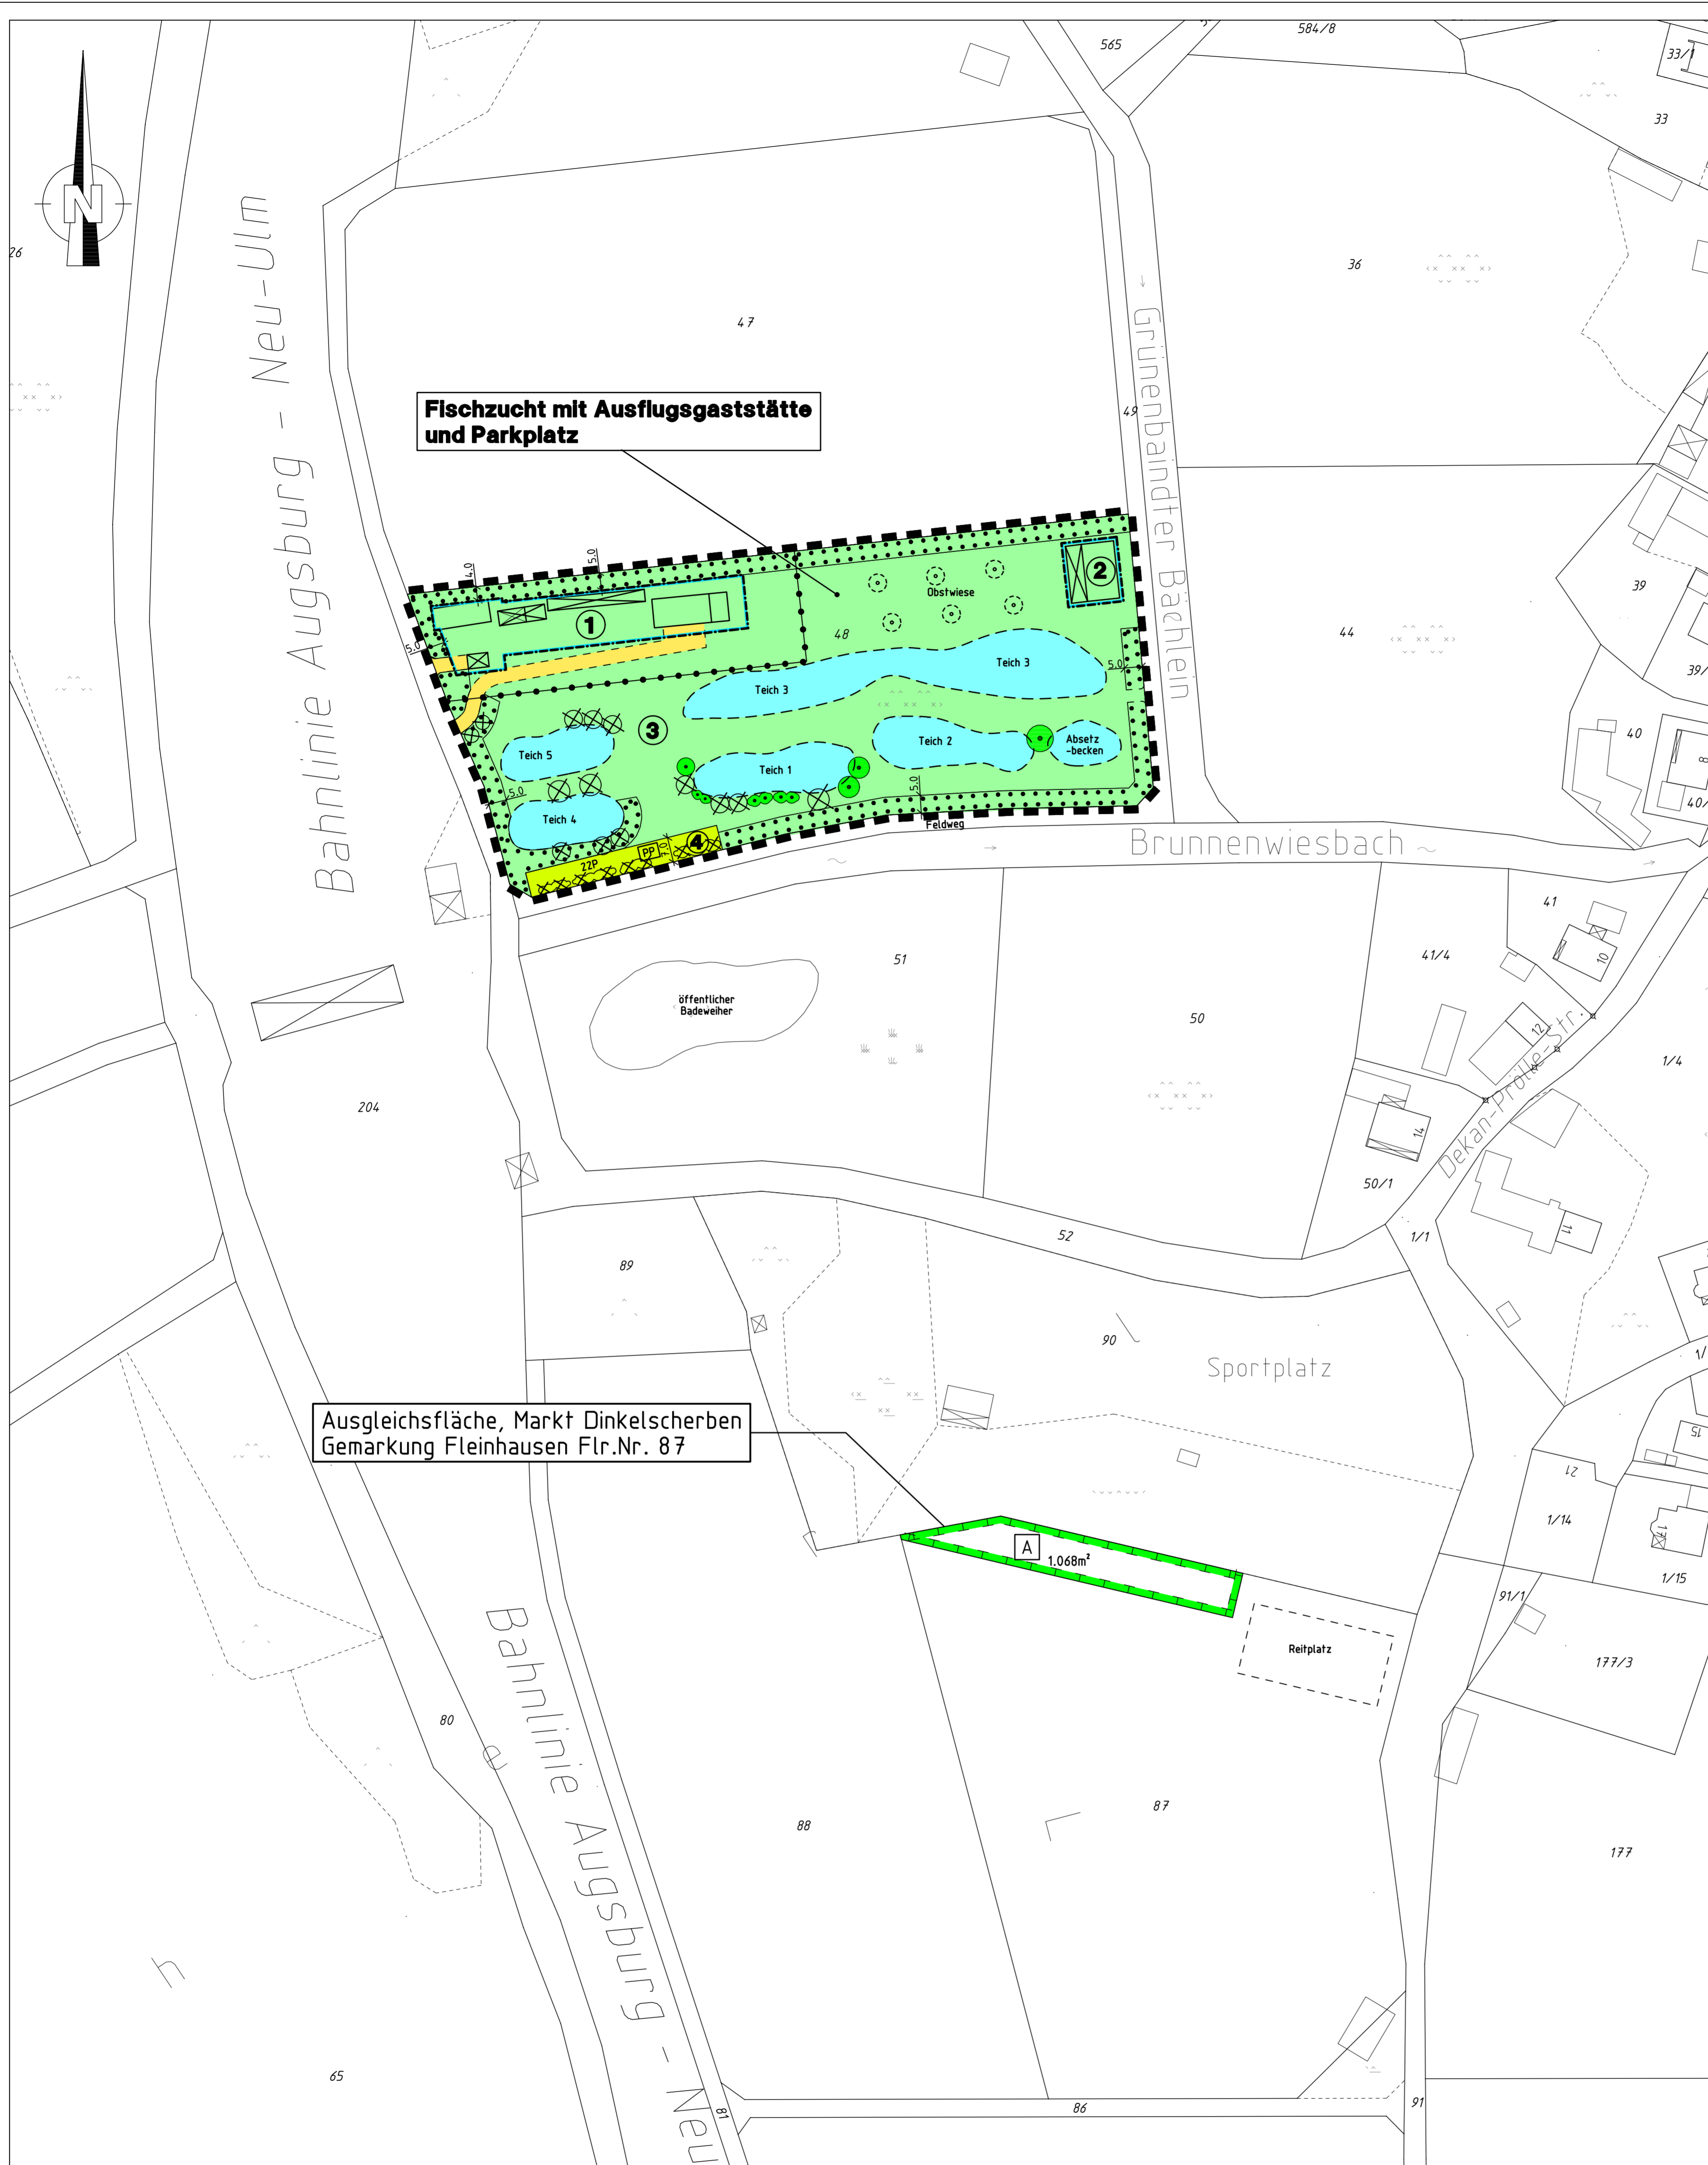 565
584/8
33/1
33
N
26
Bahnlinie Augsburg - Neu-Ulm
36
47
49
Grünenbaindter Bächlein
Fischzucht mit Ausflugsgaststätte
und Parkplatz
4.0
5.0
2
Obstwiese
39
1
48
44
5.0
Teich 3
5.0
Teich 3
3
40
Teich 5
Teich 2
Absetz
-becken
8
Teich 1
5.0
5.0
Teich 4
Feldweg
4
PP
22P
Brunnenwiesbach
41
41/4
10
51
öffentlicher
Badeweiher
50
12
Dekan-Prölle-Str.
1/4
204
14
50/1
11
1/1
52
89
90
Sportplatz
Ausgleichsfläche, Markt Dinkelscherben
Gemarkung Fleinhausen Flr.Nr. 87
15
21
1/14
17
A
1.068m²
1/15
91/1
Reitplatz
177/3
80
e
Bahnlinie Augsburg - Neu
88
87
177
h
65
81
86
91